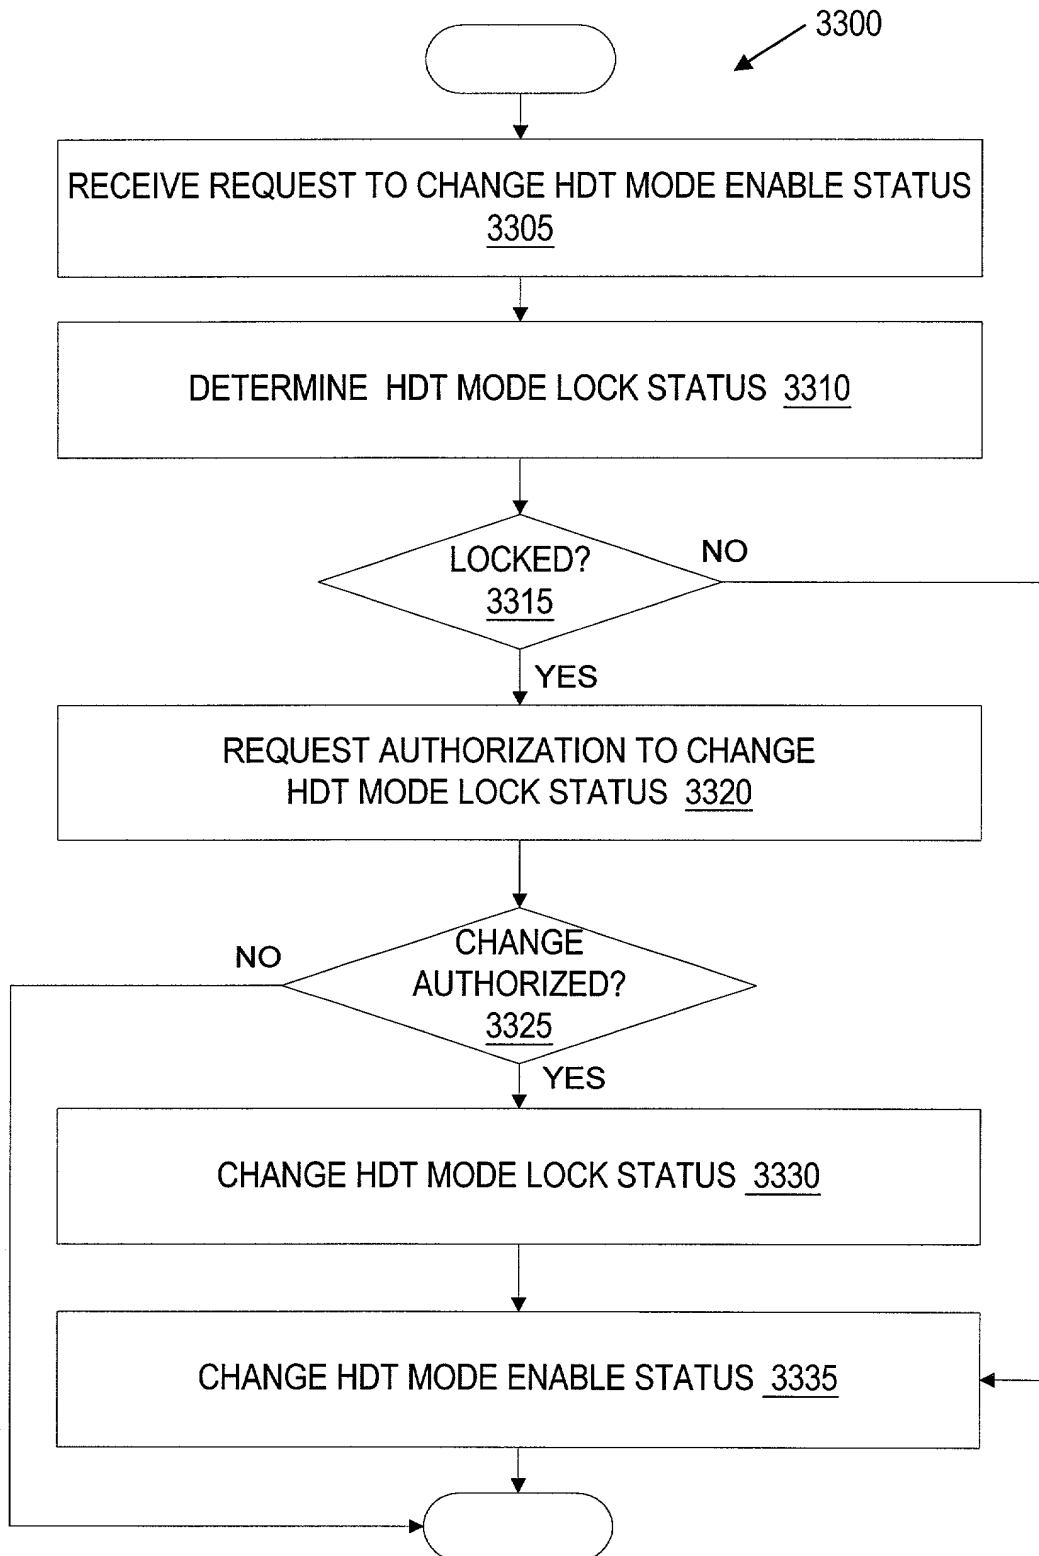 3300
RECEIVE REQUEST TO CHANGE HDT MODE ENABLE STATUS
3305
DETERMINE HDT MODE LOCK STATUS 3310
LOCKED?
3315
NO
YES
REQUEST AUTHORIZATION TO CHANGE
HDT MODE LOCK STATUS 3320
NO
CHANGE
AUTHORIZED?
3325
YES
CHANGE HDT MODE LOCK STATUS 3330
CHANGE HDT MODE ENABLE STATUS 3335